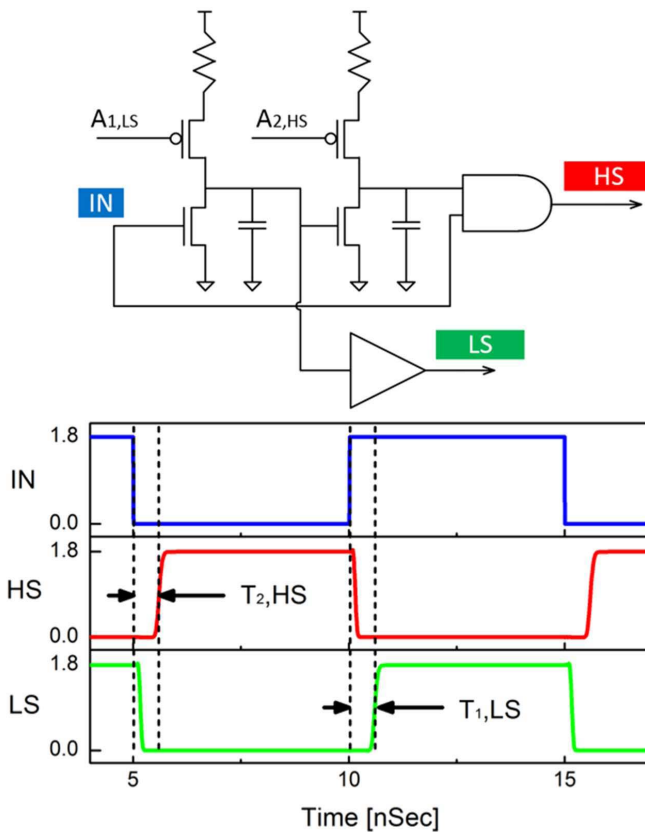 A1,LS
A2,HS
HS
IN
LS
1.8
IN
0.0
1.8
HS
T2,HS
0.0
1.8
LS
T1,LS
0.0
5
10
15
Time [nSec]